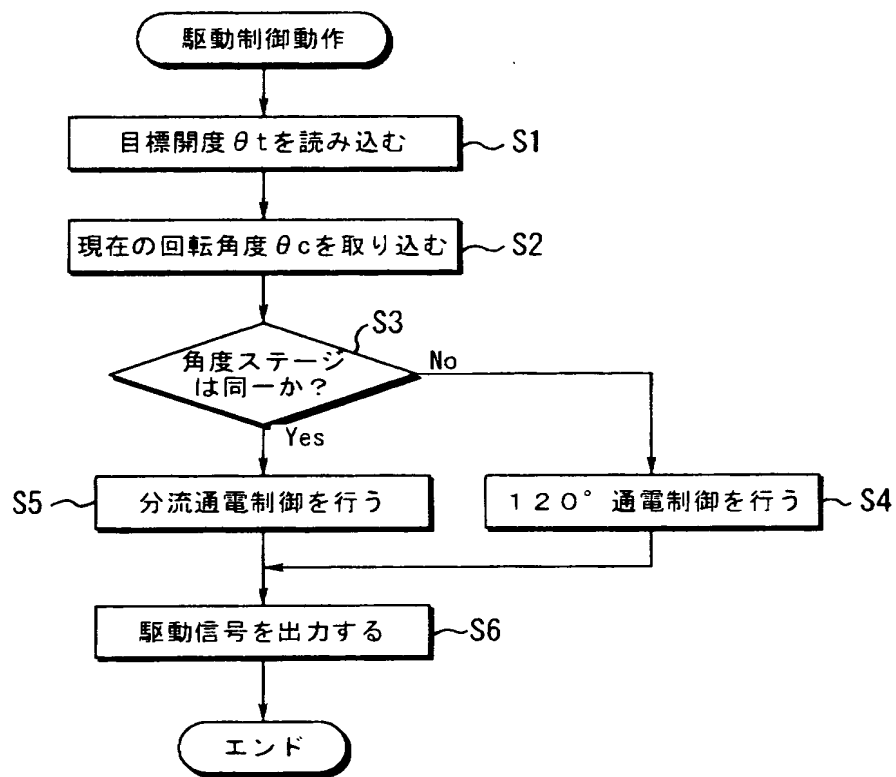 駆動制御動作
目標開度θtを読み込む
S1
現在の回転角度θcを取り込む
S2
S3
角度ステージ
は同一か?
No
Yes
S5
分流通電制御を行う
120°通電制御を行う
S4
駆動信号を出力する
S6
エンド